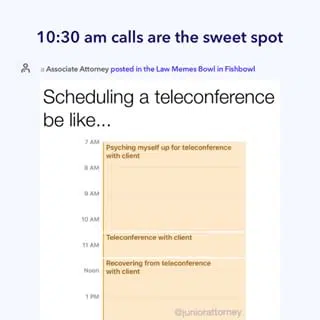 10:30 am calls are the sweet spot
a Associate Attorney posted in the Law Memes Bowl in Fishbowl
Scheduling a teleconference
be like...
7 AM
Psyching myself up for teleconference
with client
8 AM
9 AM
10 AM
Teleconference with client
11 AM
Recovering from teleconference
with client
Noon
1 PM
@juniorattorney